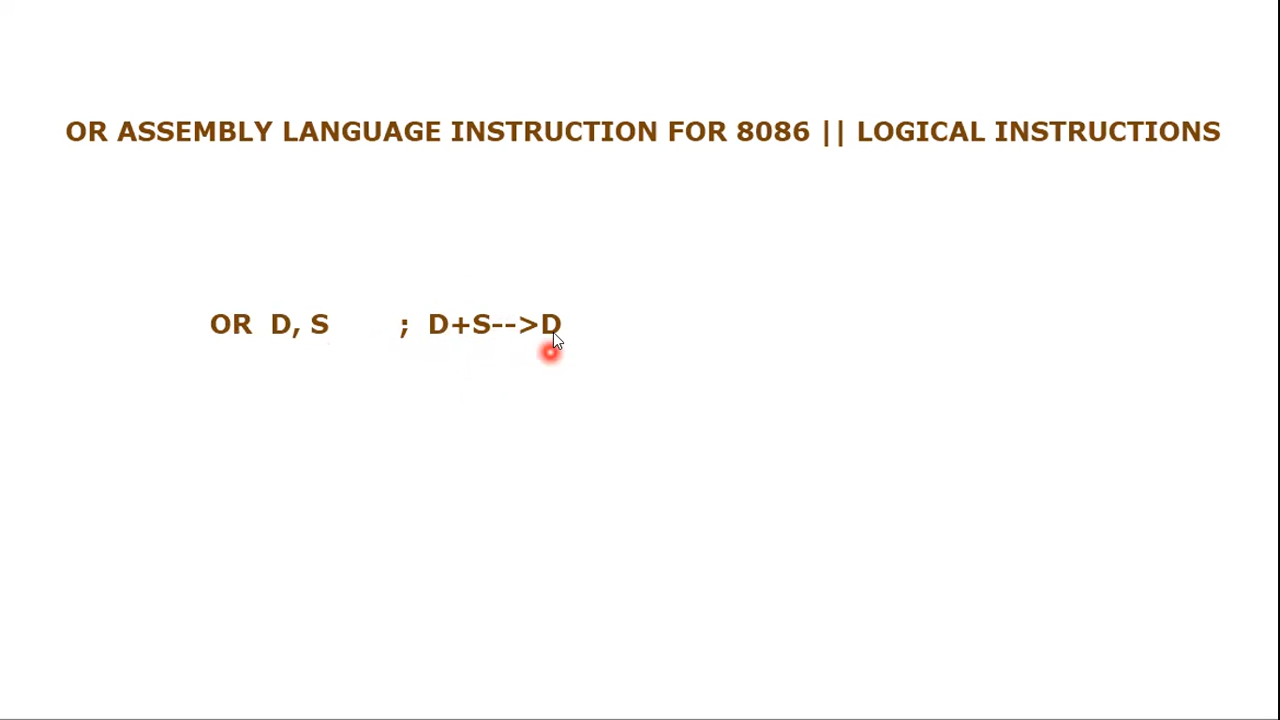 OR ASSEMBLY LANGUAGE INSTRUCTION FOR 8086 || LOGICAL INSTRUCTIONS
OR D, S ; D+S-->D